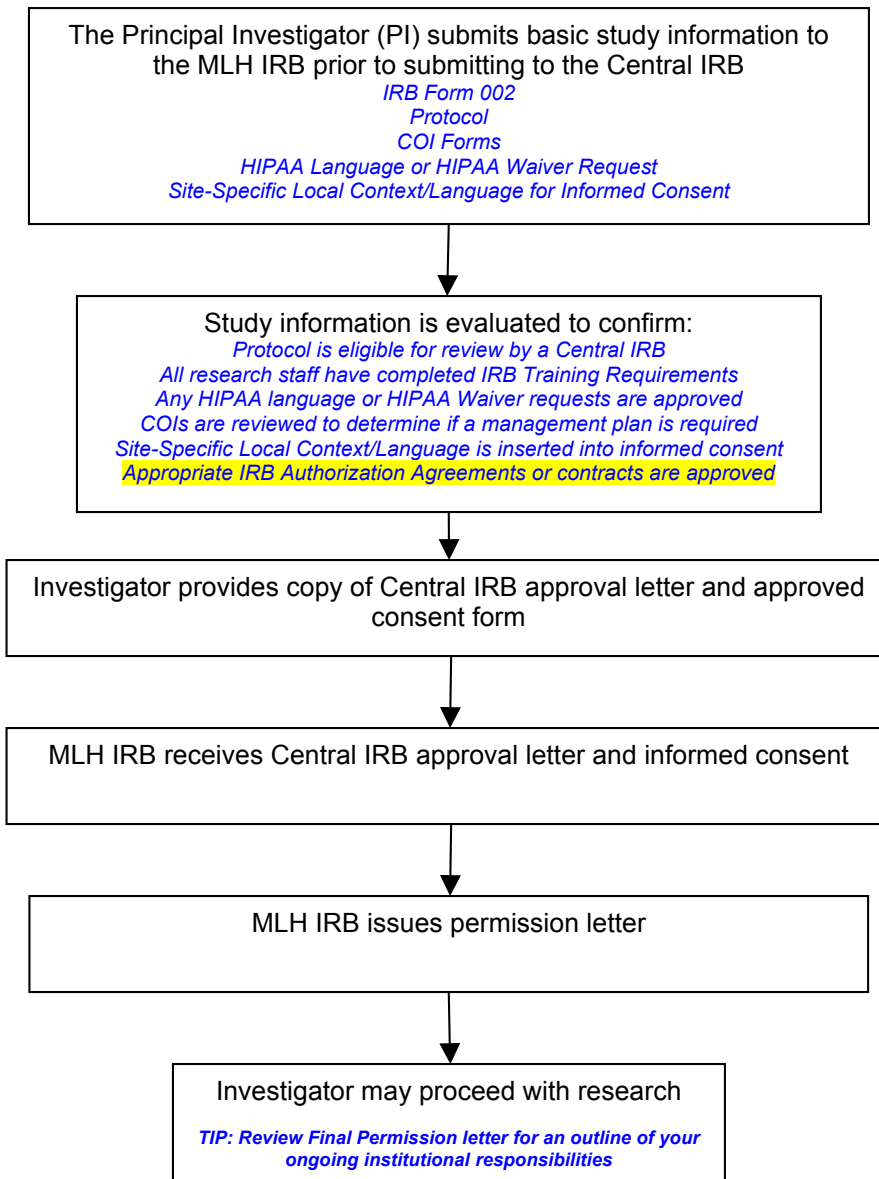 The Principal Investigator (PI) submits basic study information to
the MLH IRB prior to submitting to the Central IRB
IRB Form 002
Protocol
COI Forms
HIPAA Language or HIPAA Waiver Request
Site-Specific Local Context/Language for Informed Consent
Study information is evaluated to confirm:
Protocol is eligible for review by a Central IRB
All research staff have completed IRB Training Requirements
Any HIPAA language or HIPAA Waiver requests are approved
COIs are reviewed to determine if a management plan is required
Site-Specific Local Context/Language is inserted into informed consent
Appropriate IRB Authorization Agreements or contracts are approved
Investigator provides copy of Central IRB approval letter and approved
consent form
MLH IRB receives Central IRB approval letter and informed consent
MLH IRB issues permission letter
Investigator may proceed with research
TIP: Review Final Permission letter for an outline of your
ongoing institutional responsibilities